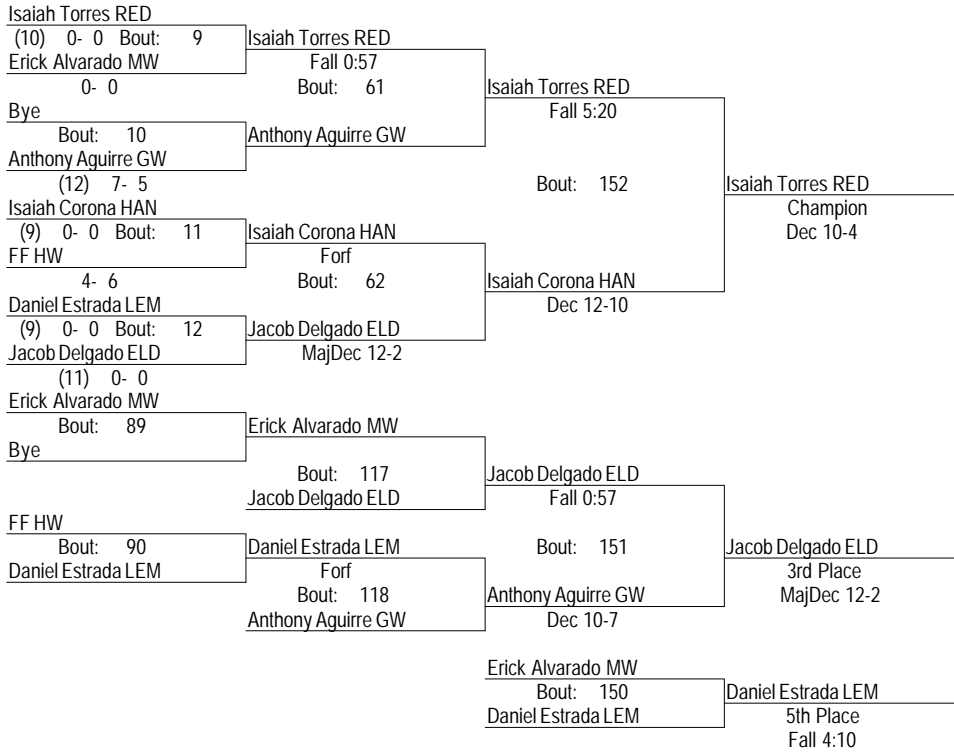 Isaiah Torres RED
(10) 0- 0 Bout: 9
Isaiah Torres RED
Erick Alvarado MW
Fall 0:57
0- 0
Bout: 61
Isaiah Torres RED
Bye
Fall 5:20
Bout: 10
Anthony Aguirre GW
Anthony Aguirre GW
(12) 7- 5
Bout: 152
Isaiah Torres RED
Isaiah Corona HAN
Champion
(9) 0- 0 Bout: 11
Isaiah Corona HAN
Dec 10-4
FF HW
Forf
4- 6
Bout: 62
Isaiah Corona HAN
Daniel Estrada LEM
Dec 12-10
(9) 0- 0 Bout: 12
Jacob Delgado ELD
Jacob Delgado ELD
MajDec 12-2
(11) 0- 0
Erick Alvarado MW
Bout: 89
Erick Alvarado MW
Bye
Bout: 117
Jacob Delgado ELD
Jacob Delgado ELD
Fall 0:57
FF HW
Bout: 90
Daniel Estrada LEM
Bout: 151
Jacob Delgado ELD
Daniel Estrada LEM
Forf
3rd Place
Bout: 118
Anthony Aguirre GW
MajDec 12-2
Anthony Aguirre GW
Dec 10-7
Erick Alvarado MW
Bout: 150
Daniel Estrada LEM
Daniel Estrada LEM
5th Place
Fall 4:10